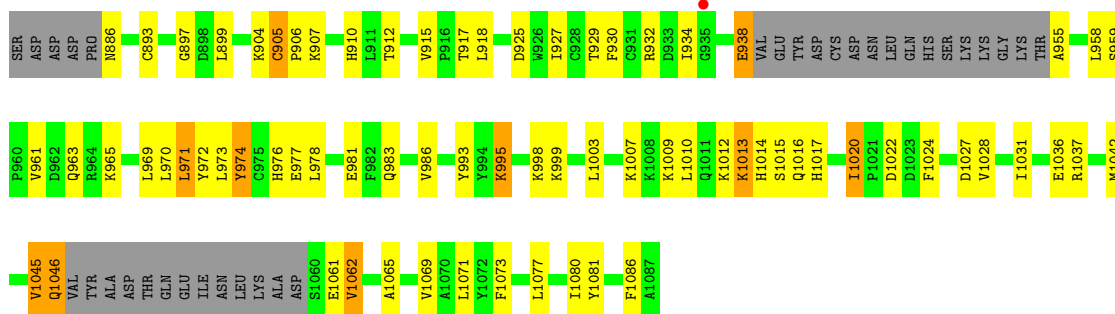 SER ASP ASP ASP PRO N886 C893 G897 D898 L899 K904 C905 P906 K907 H910 L911 T912 V915 P916 T917 L918 D925 W926 I927 C928 T929 F930 C931 R932 D933 I934 G935 E938 VAL GLU TYR ASP CYS ASP ASN LEU GLN HIS SER LYS LYS GLY LYS THR A955 L958 S959
P960 V961 D962 Q963 R964 K965 L969 L970 L971 Y972 L973 Y974 C975 H976 E977 L978 E981 F982 Q983 V986 Y993 Y994 K995 K998 K999 L1003 K1007 K1008 K1009 L1010 Q1011 K1012 K1013 H1014 S1015 Q1016 H1017 I1020 P1021 D1022 D1023 F1024 D1027 V1028 I1031 E1036 R1037 M1042
V1045 Q1046 VAL TYR ALA ASP THR GLN GLU ILE ASN LEU LYS ALA ASP S1060 E1061 V1062 A1065 V1069 A1070 L1071 Y1072 F1073 L1077 I1080 Y1081 F1086 A1087